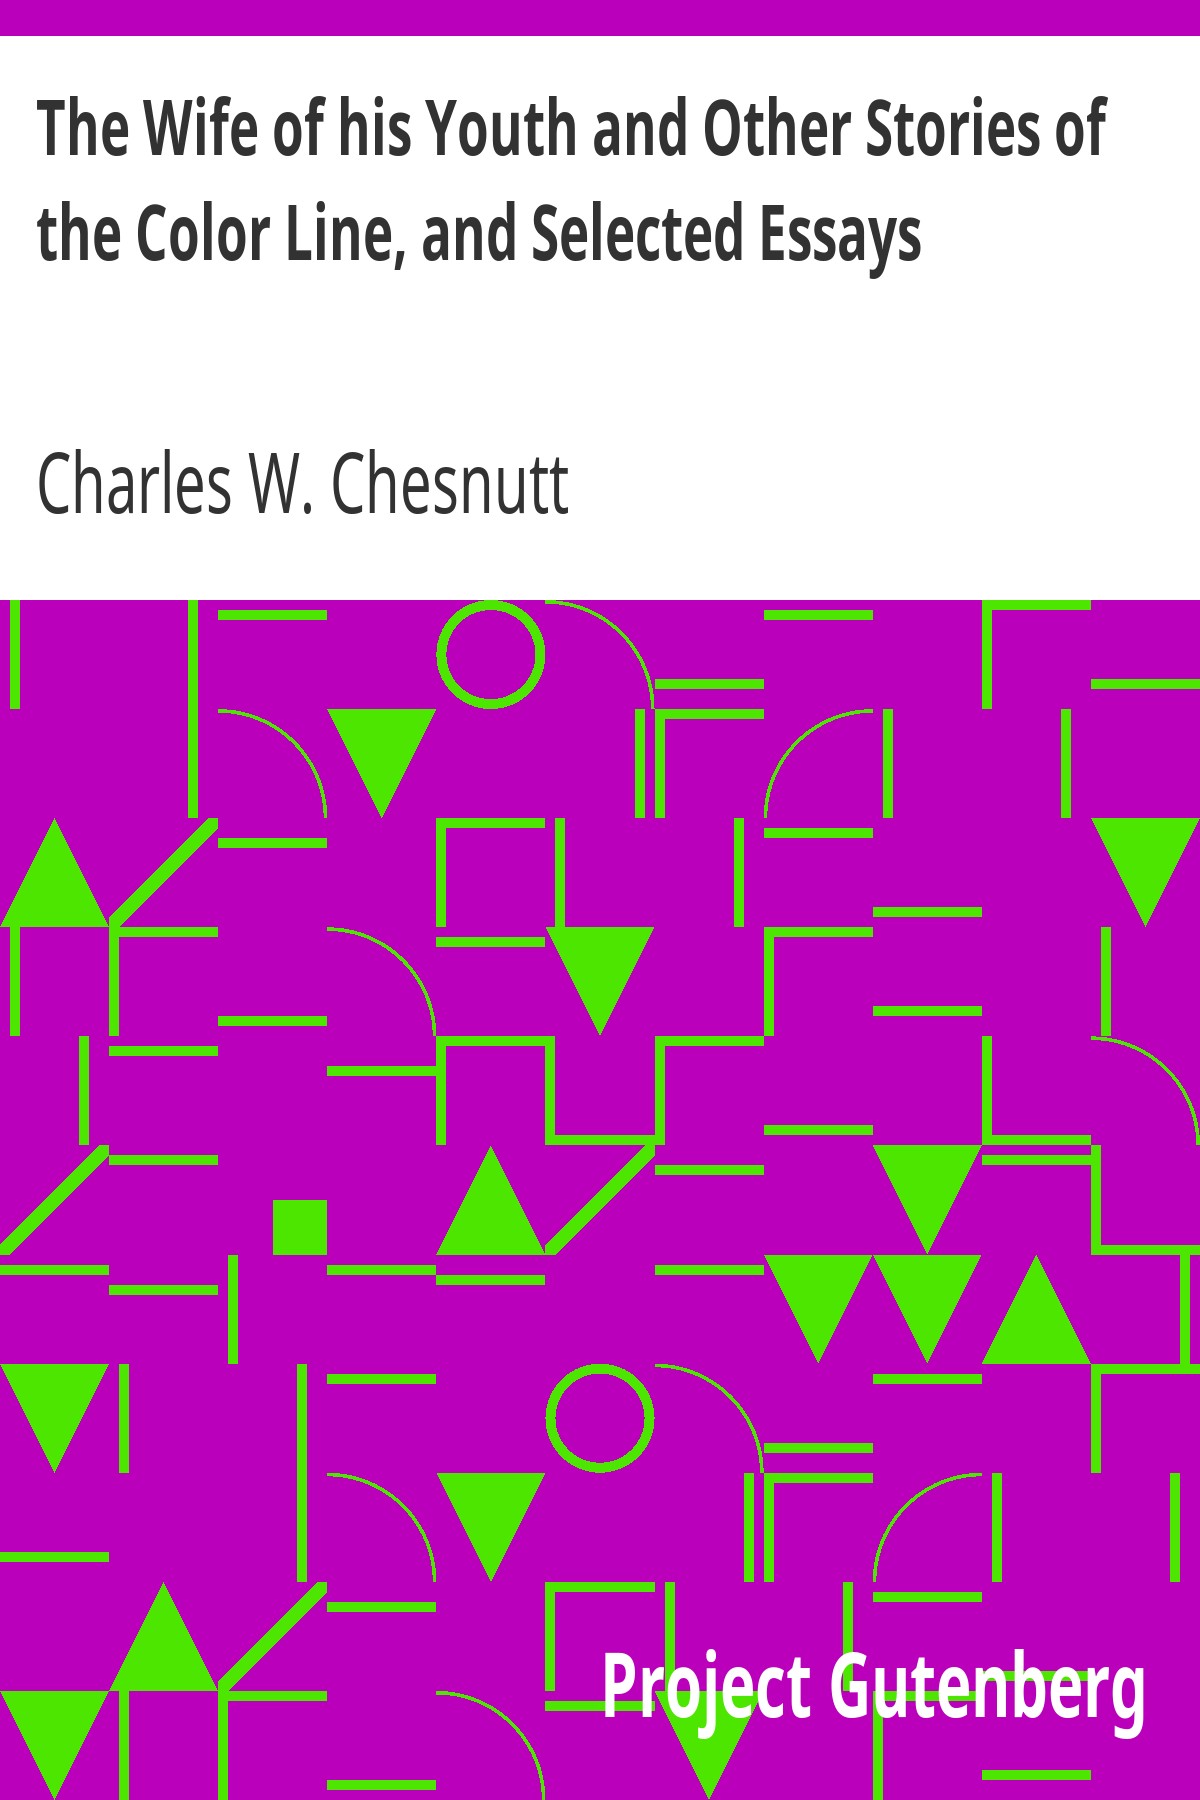 The Wife of his Youth and Other Stories of
the Color Line, and Selected Essays
Charles W. Chesnutt
Project Gutenberg